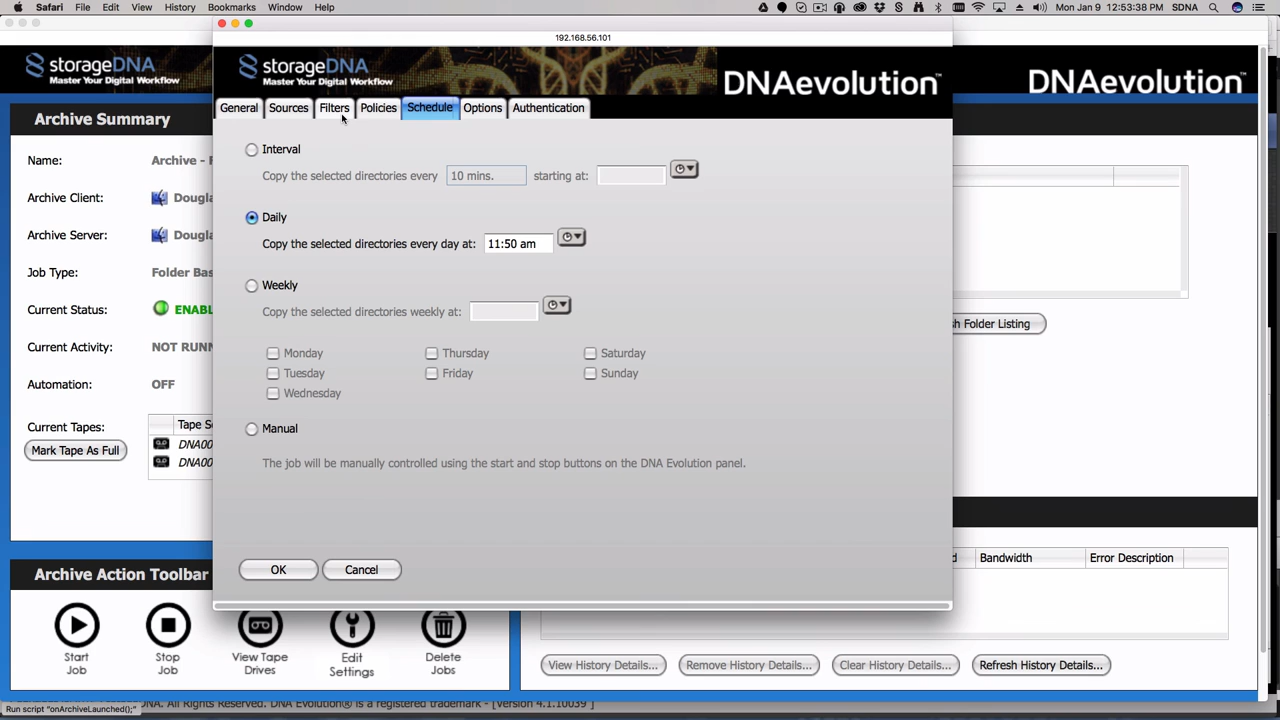 Safari File Edit View History Bookmarks Window Help
Mon Jan 9 12:53:38 PM SDNA
192.168.56.101
storageDNA
Master Your Digital Workflow
storageDNA
Master Your Digital Workflow
DNAevolution™
DNAevolution™
General Sources Filters Policies Schedule Options Authentication
Archive Summary
Name: Archive - F
Archive Client: Dougla
Archive Server: Dougla
Job Type: Folder Bas
Current Status: ENABL
Current Activity: NOT RUNN
Automation: OFF
Current Tapes:
Mark Tape As Full
Tape Se
DNA00
DNA00
Interval
Copy the selected directories every 10 mins. starting at:
Daily
Copy the selected directories every day at: 11:50 am
Weekly
Copy the selected directories weekly at:
Monday Thursday Saturday
Tuesday Friday Sunday
Wednesday
Manual
The job will be manually controlled using the start and stop buttons on the DNA Evolution panel.
OK Cancel
sh Folder Listing
d Bandwidth Error Description
Archive Action Toolbar
Start Job
Stop Job
View Tape Drives
Edit Settings
Delete Jobs
View History Details... Remove History Details... Clear History Details... Refresh History Details...
DNA. All Rights Reserved. DNA Evolution® is a registered trademark - [Version 4.1.10039 ]
Run script "onArchiveLaunched();"